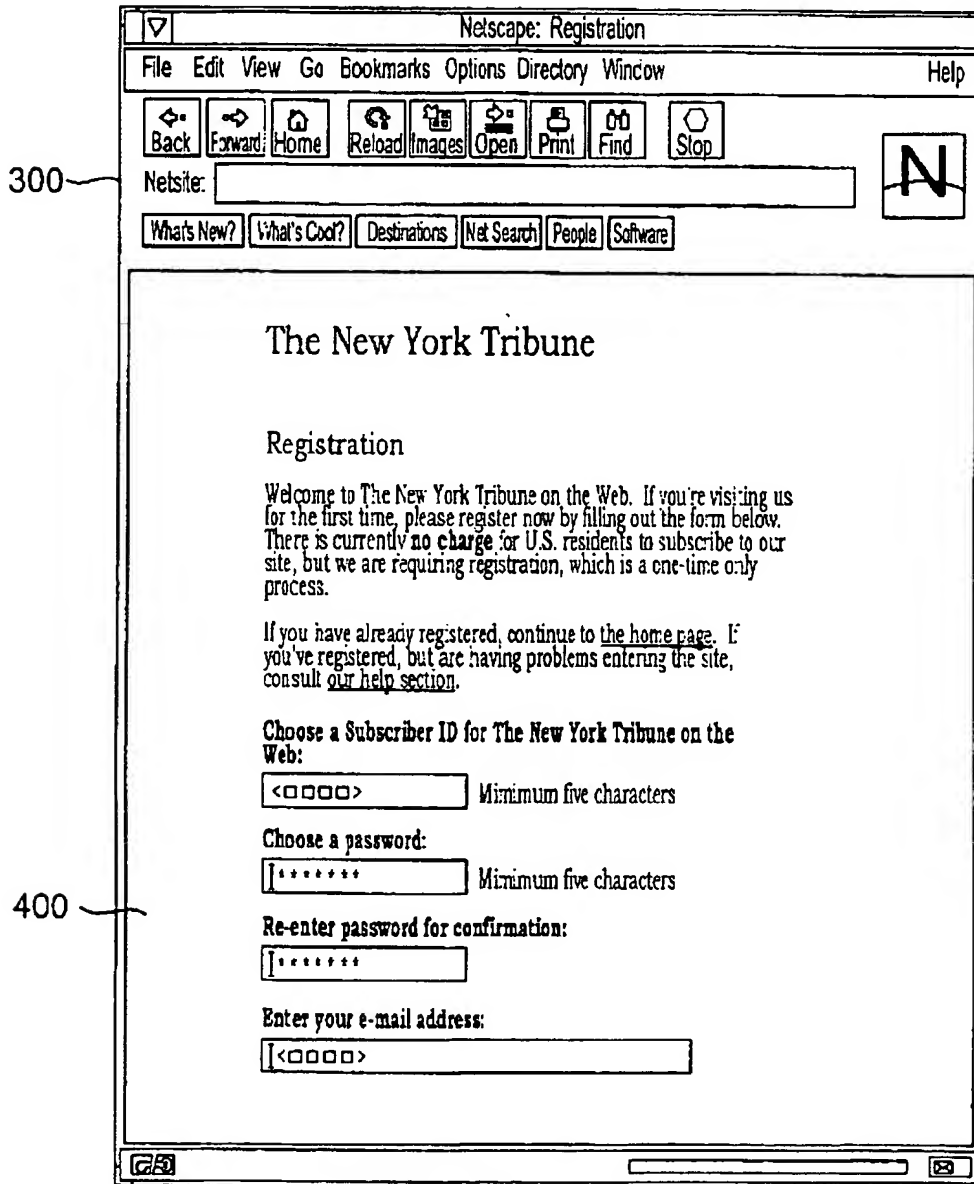 Netscape: Registration
File Edit View Go Bookmarks Options Directory Window Help
Back Forward Home Reload Images Open Print Find Stop
N
300
Netsite:
What's New? What's Cool? Destinations Net Search People Software
The New York Tribune
Registration
Welcome to The New York Tribune on the Web. If you're visiting us
for the first time, please register now by filling out the form below.
There is currently no charge for U.S. residents to subscribe to our
site, but we are requiring registration, which is a one-time only
process.
If you have already registered, continue to the home page. If
you've registered, but are having problems entering the site,
consult our help section.
Choose a Subscriber ID for The New York Tribune on the
Web:
<□□□□> Minimum five characters
Choose a password:
******* Minimum five characters
400
Re-enter password for confirmation:
*******
Enter your e-mail address:
<□□□□>